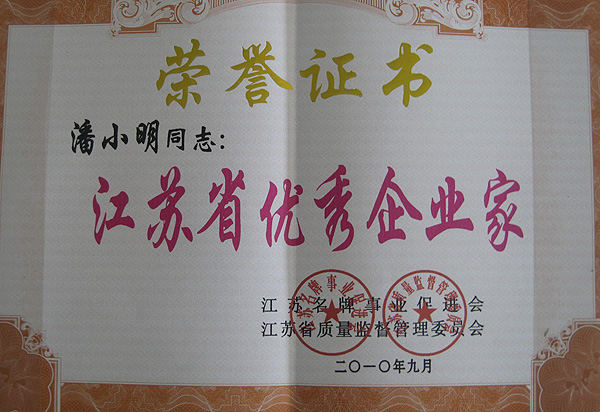 荣誉证书
潘小明同志：
江苏省优秀企业家
江苏名牌事业促进会
江苏省质量监督管理委员会
二〇一〇年九月